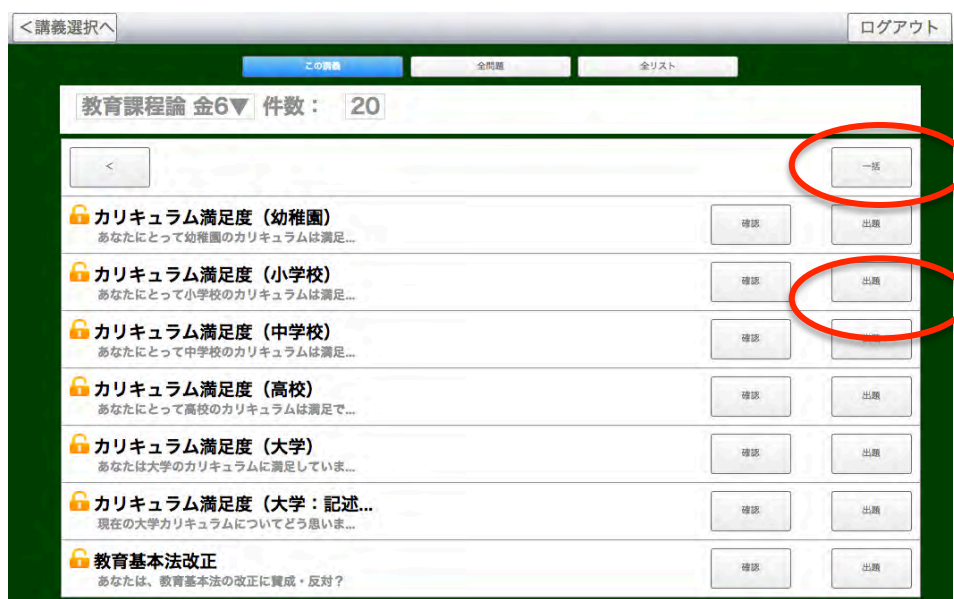 <講義選択へ
ログアウト
この講義
全問題
全リスト
教育課程論 金6▼ 件数： 20
<
一括
カリキュラム満足度（幼稚園）
あなたにとって幼稚園のカリキュラムは満足...
確認
出題
カリキュラム満足度（小学校）
あなたにとって小学校のカリキュラムは満足...
確認
出題
カリキュラム満足度（中学校）
あなたにとって中学校のカリキュラムは満足...
確認
出題
カリキュラム満足度（高校）
あなたにとって高校のカリキュラムは満足で...
確認
出題
カリキュラム満足度（大学）
あなたは大学のカリキュラムに満足していま...
確認
出題
カリキュラム満足度（大学：記述...
現在の大学カリキュラムについてどう思いま...
確認
出題
教育基本法改正
あなたは、教育基本法の改正に賛成・反対？
確認
出題